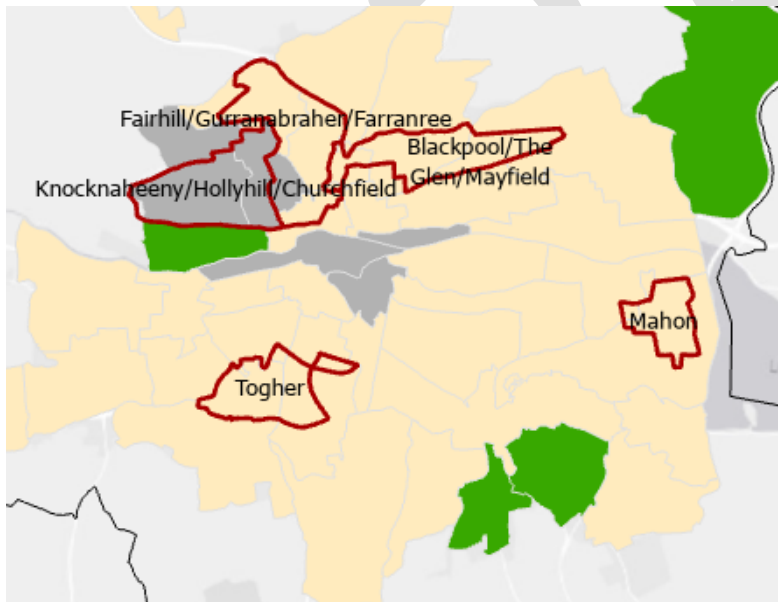 Fairhill/Gurranabraher/Farranree
Blackpool/The
Glen/Mayfield
Knocknaheeny/Hollyhill/Churchfield
Mahon
Togher